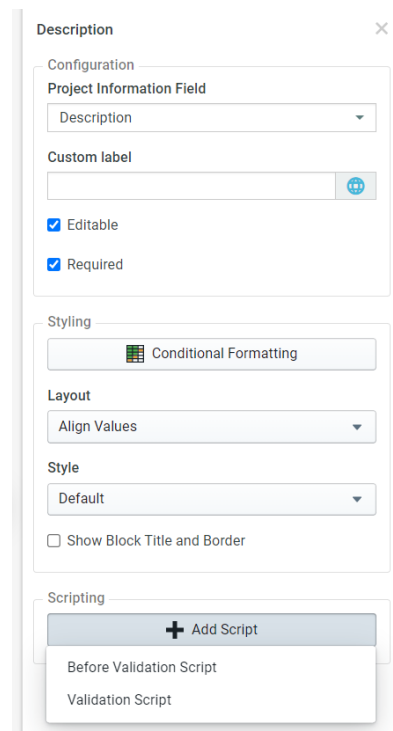 Description
Configuration
Project Information Field
Description
Custom label
Editable
Required
Styling
Conditional Formatting
Layout
Align Values
Style
Default
Show Block Title and Border
Scripting
Add Script
Before Validation Script
Validation Script